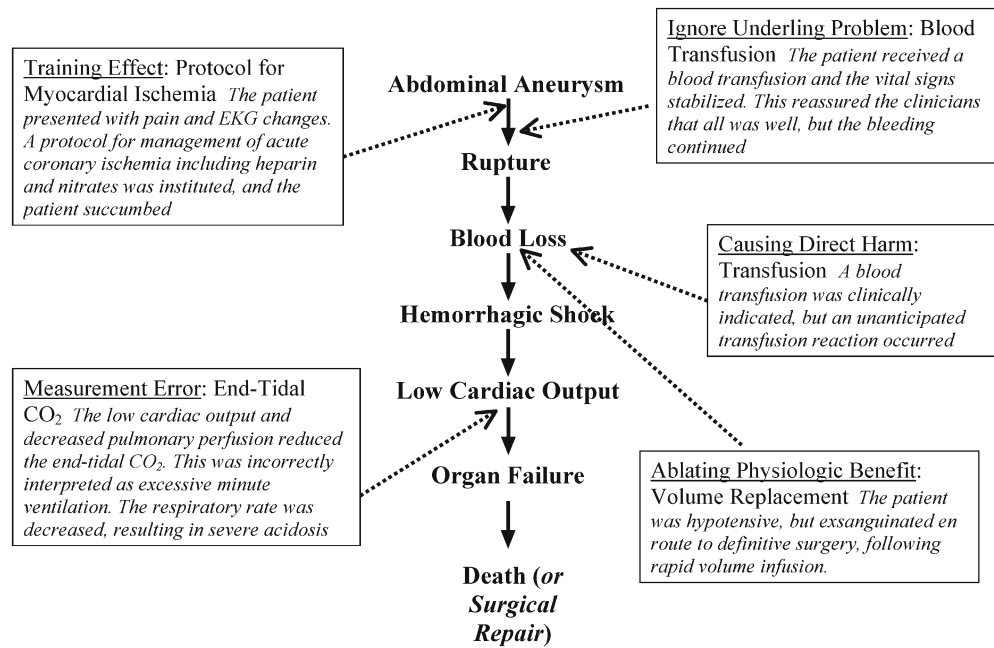 Training Effect: Protocol for
Myocardial Ischemia The patient
presented with pain and EKG changes.
A protocol for management of acute
coronary ischemia including heparin
and nitrates was instituted, and the
patient succumbed
Ignore Underling Problem: Blood
Transfusion The patient received a
blood transfusion and the vital signs
stabilized. This reassured the clinicians
that all was well, but the bleeding
continued
Abdominal Aneurysm
Rupture
Blood Loss
Hemorrhagic Shock
Low Cardiac Output
Organ Failure
Death (or
Surgical
Repair)
Causing Direct Harm:
Transfusion A blood
transfusion was clinically
indicated, but an unanticipated
transfusion reaction occurred
Measurement Error: End-Tidal
CO₂ The low cardiac output and
decreased pulmonary perfusion reduced
the end-tidal CO₂. This was incorrectly
interpreted as excessive minute
ventilation. The respiratory rate was
decreased, resulting in severe acidosis
Ablating Physiologic Benefit:
Volume Replacement The patient
was hypotensive, but exsanguinated en
route to definitive surgery, following
rapid volume infusion.